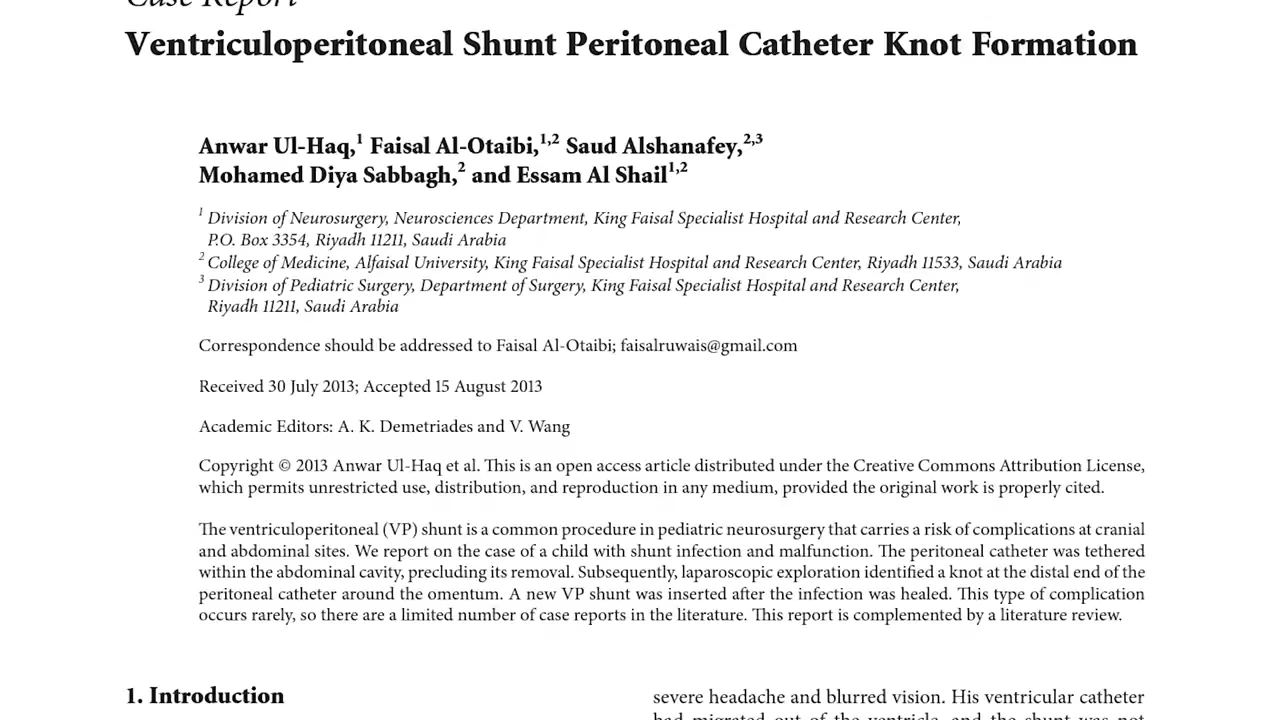 Case Report
Ventriculoperitoneal Shunt Peritoneal Catheter Knot Formation
Anwar Ul-Haq,1 Faisal Al-Otaibi,1,2 Saud Alshanafey,2,3
Mohamed Diya Sabbagh,2 and Essam Al Shail1,2
1 Division of Neurosurgery, Neurosciences Department, King Faisal Specialist Hospital and Research Center,
P.O. Box 3354, Riyadh 11211, Saudi Arabia
2 College of Medicine, Alfaisal University, King Faisal Specialist Hospital and Research Center, Riyadh 11533, Saudi Arabia
3 Division of Pediatric Surgery, Department of Surgery, King Faisal Specialist Hospital and Research Center,
Riyadh 11211, Saudi Arabia
Correspondence should be addressed to Faisal Al-Otaibi; faisalruwais@gmail.com
Received 30 July 2013; Accepted 15 August 2013
Academic Editors: A. K. Demetriades and V. Wang
Copyright © 2013 Anwar Ul-Haq et al. This is an open access article distributed under the Creative Commons Attribution License,
which permits unrestricted use, distribution, and reproduction in any medium, provided the original work is properly cited.
The ventriculoperitoneal (VP) shunt is a common procedure in pediatric neurosurgery that carries a risk of complications at cranial
and abdominal sites. We report on the case of a child with shunt infection and malfunction. The peritoneal catheter was tethered
within the abdominal cavity, precluding its removal. Subsequently, laparoscopic exploration identified a knot at the distal end of the
peritoneal catheter around the omentum. A new VP shunt was inserted after the infection was healed. This type of complication
occurs rarely, so there are a limited number of case reports in the literature. This report is complemented by a literature review.
1. Introduction
severe headache and blurred vision. His ventricular catheter
had migrated out of the ventricle, and the shunt was not